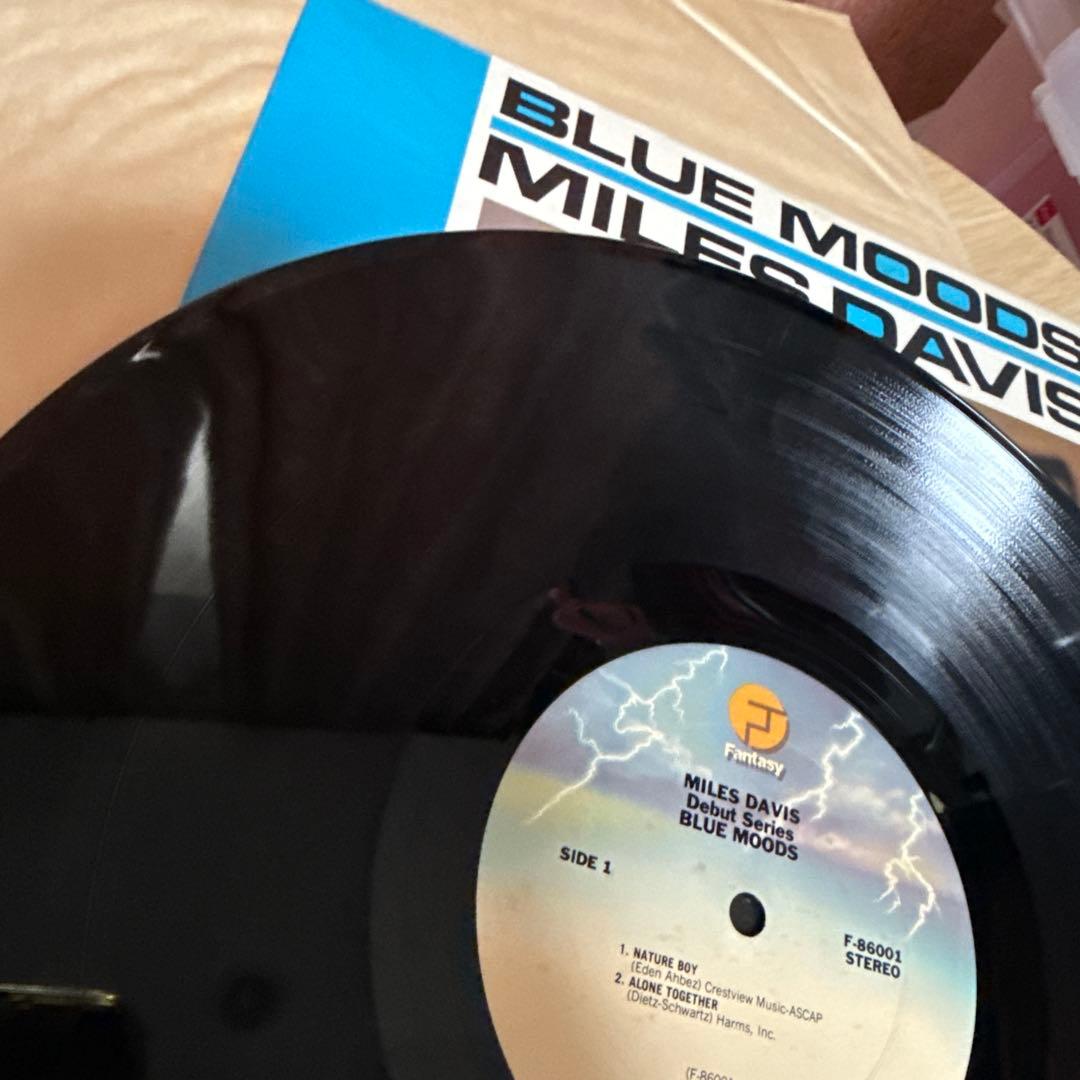 BLUE MOODS
MILES DAVIS
Fantasy
MILES DAVIS
Debut Series
BLUE MOODS
SIDE 1
F-86001
STEREO
1. NATURE BOY
(Eden Ahbez) Crestview Music-ASCAP
2. ALONE TOGETHER
(Dietz-Schwartz) Harms, Inc.